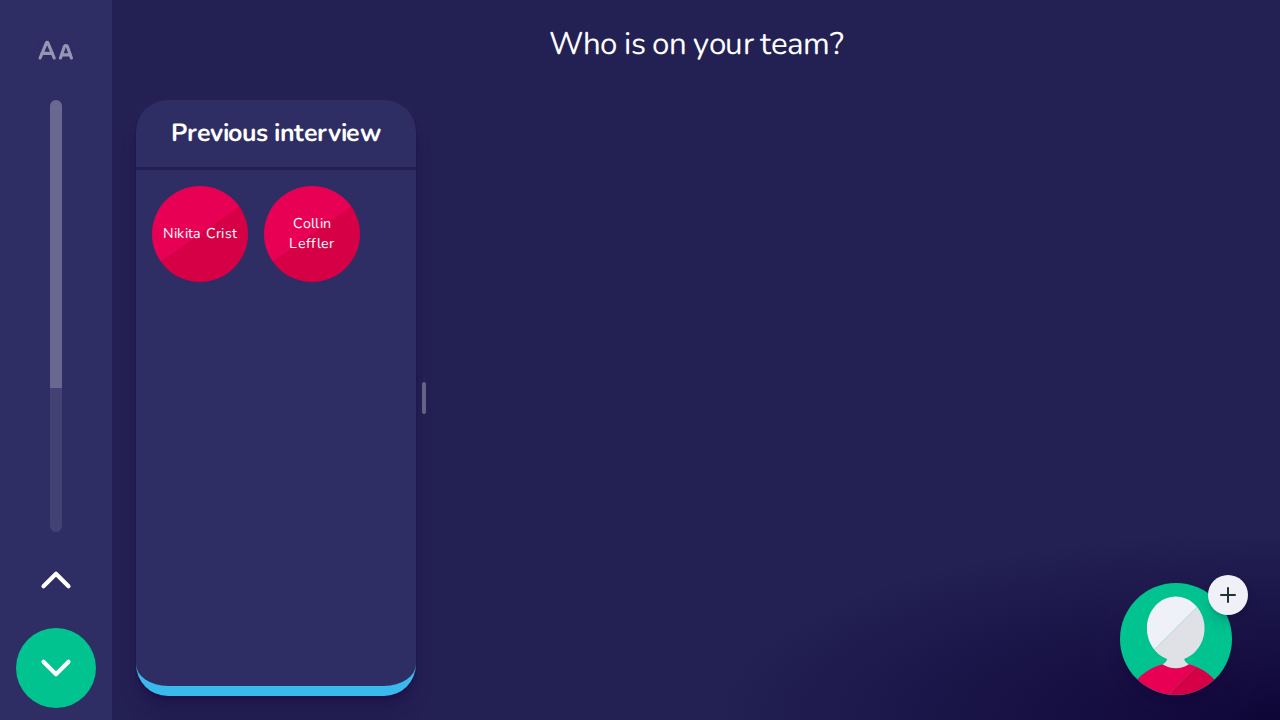 AA
Who is on your team?
Previous interview
Nikita Crist
Collin
Leffler